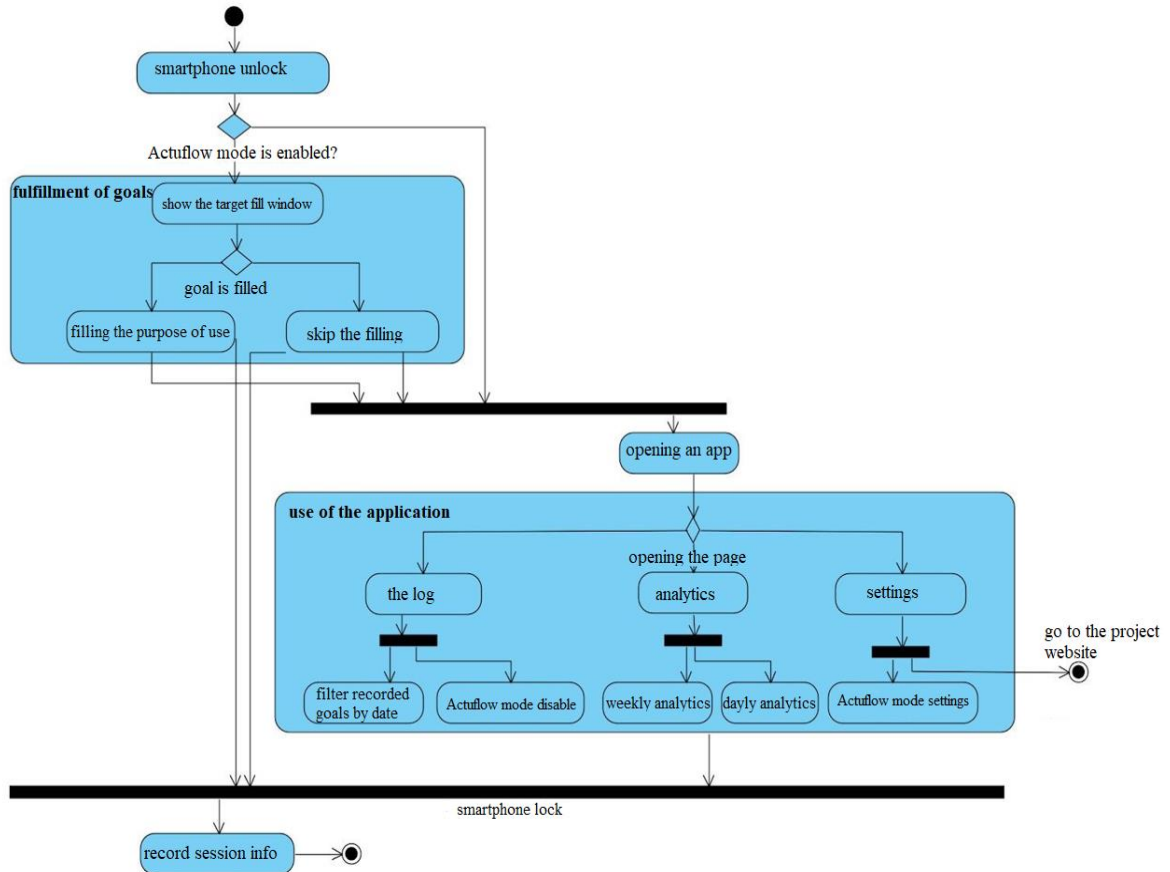 smartphone unlock
Actuflow mode is enabled?
fulfillment of goals
show the target fill window
goal is filled
filling the purpose of use
skip the filling
opening an app
use of the application
opening the page
the log
analytics
settings
go to the project
website
filter recorded
goals by date
Actuflow mode disable
weekly analytics
dayly analytics
Actuflow mode settings
smartphone lock
record session info